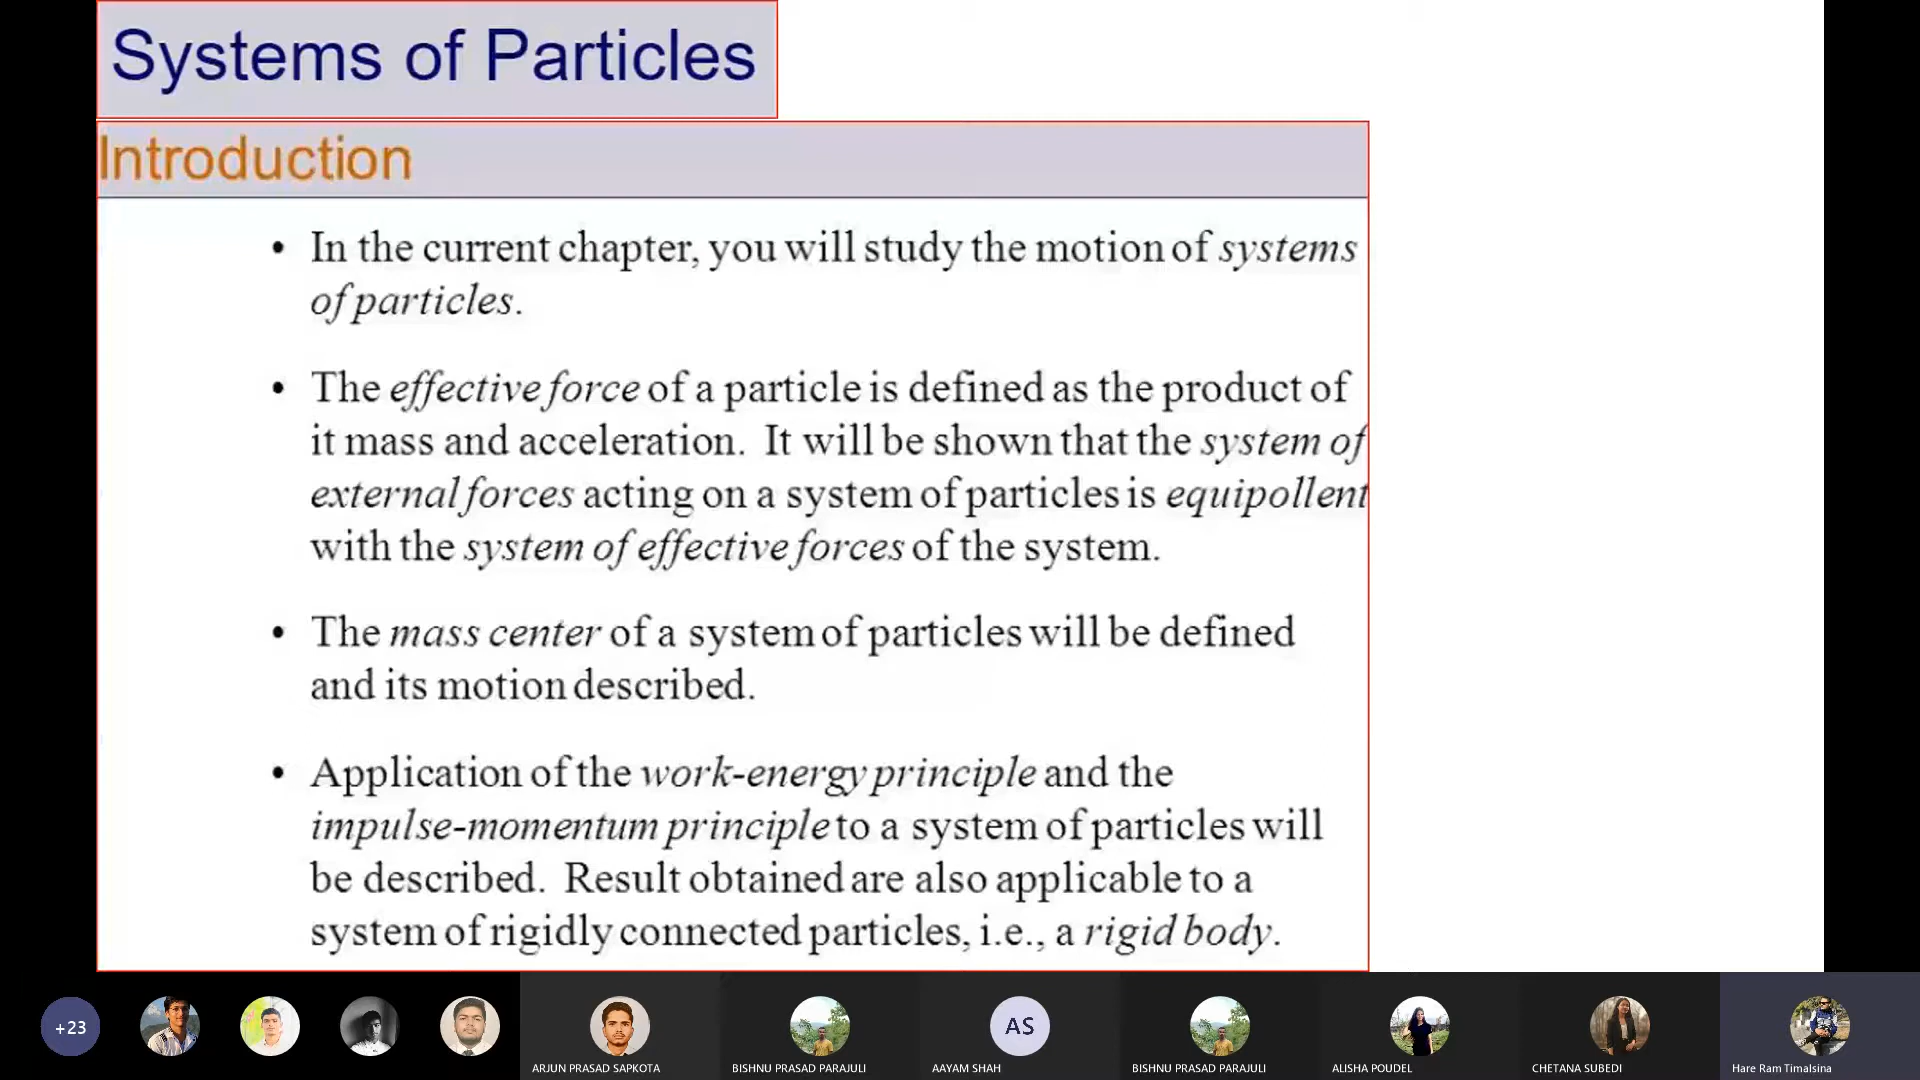 Systems of Particles
Introduction
• In the current chapter, you will study the motion of systems
of particles.
• The effective force of a particle is defined as the product of
it mass and acceleration. It will be shown that the system of
external forces acting on a system of particles is equipollent
with the system of effective forces of the system.
• The mass center of a system of particles will be defined
and its motion described.
• Application of the work-energy principle and the
impulse-momentum principle to a system of particles will
be described. Result obtained are also applicable to a
system of rigidly connected particles, i.e., a rigid body.
+23
AS
ARJUN PRASAD SAPKOTA
BISHNU PRASAD PARAJULI
AAYAM SHAH
BISHNU PRASAD PARAJULI
ALISHA POUDEL
CHETANA SUBEDI
Hare Ram Timalsina